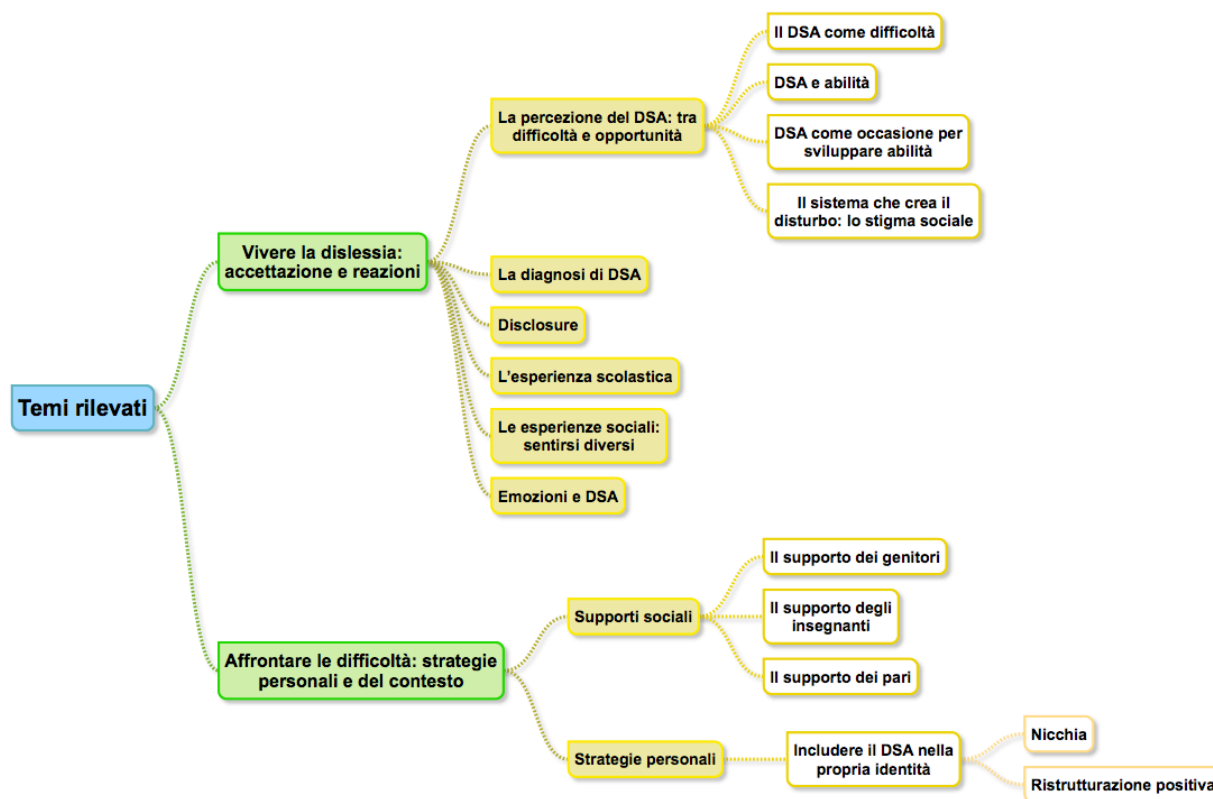 Temi rilevati
Vivere la dislessia:
accettazione e reazioni
La percezione del DSA: tra
difficoltà e opportunità
Il DSA come difficoltà
DSA e abilità
DSA come occasione per
sviluppare abilità
Il sistema che crea il
disturbo: lo stigma sociale
La diagnosi di DSA
Disclosure
L'esperienza scolastica
Le esperienze sociali:
sentirsi diversi
Emozioni e DSA
Affrontare le difficoltà: strategie
personali e del contesto
Supporti sociali
Il supporto dei genitori
Il supporto degli
insegnanti
Il supporto dei pari
Strategie personali
Includere il DSA nella
propria identità
Nicchia
Ristrutturazione positiva